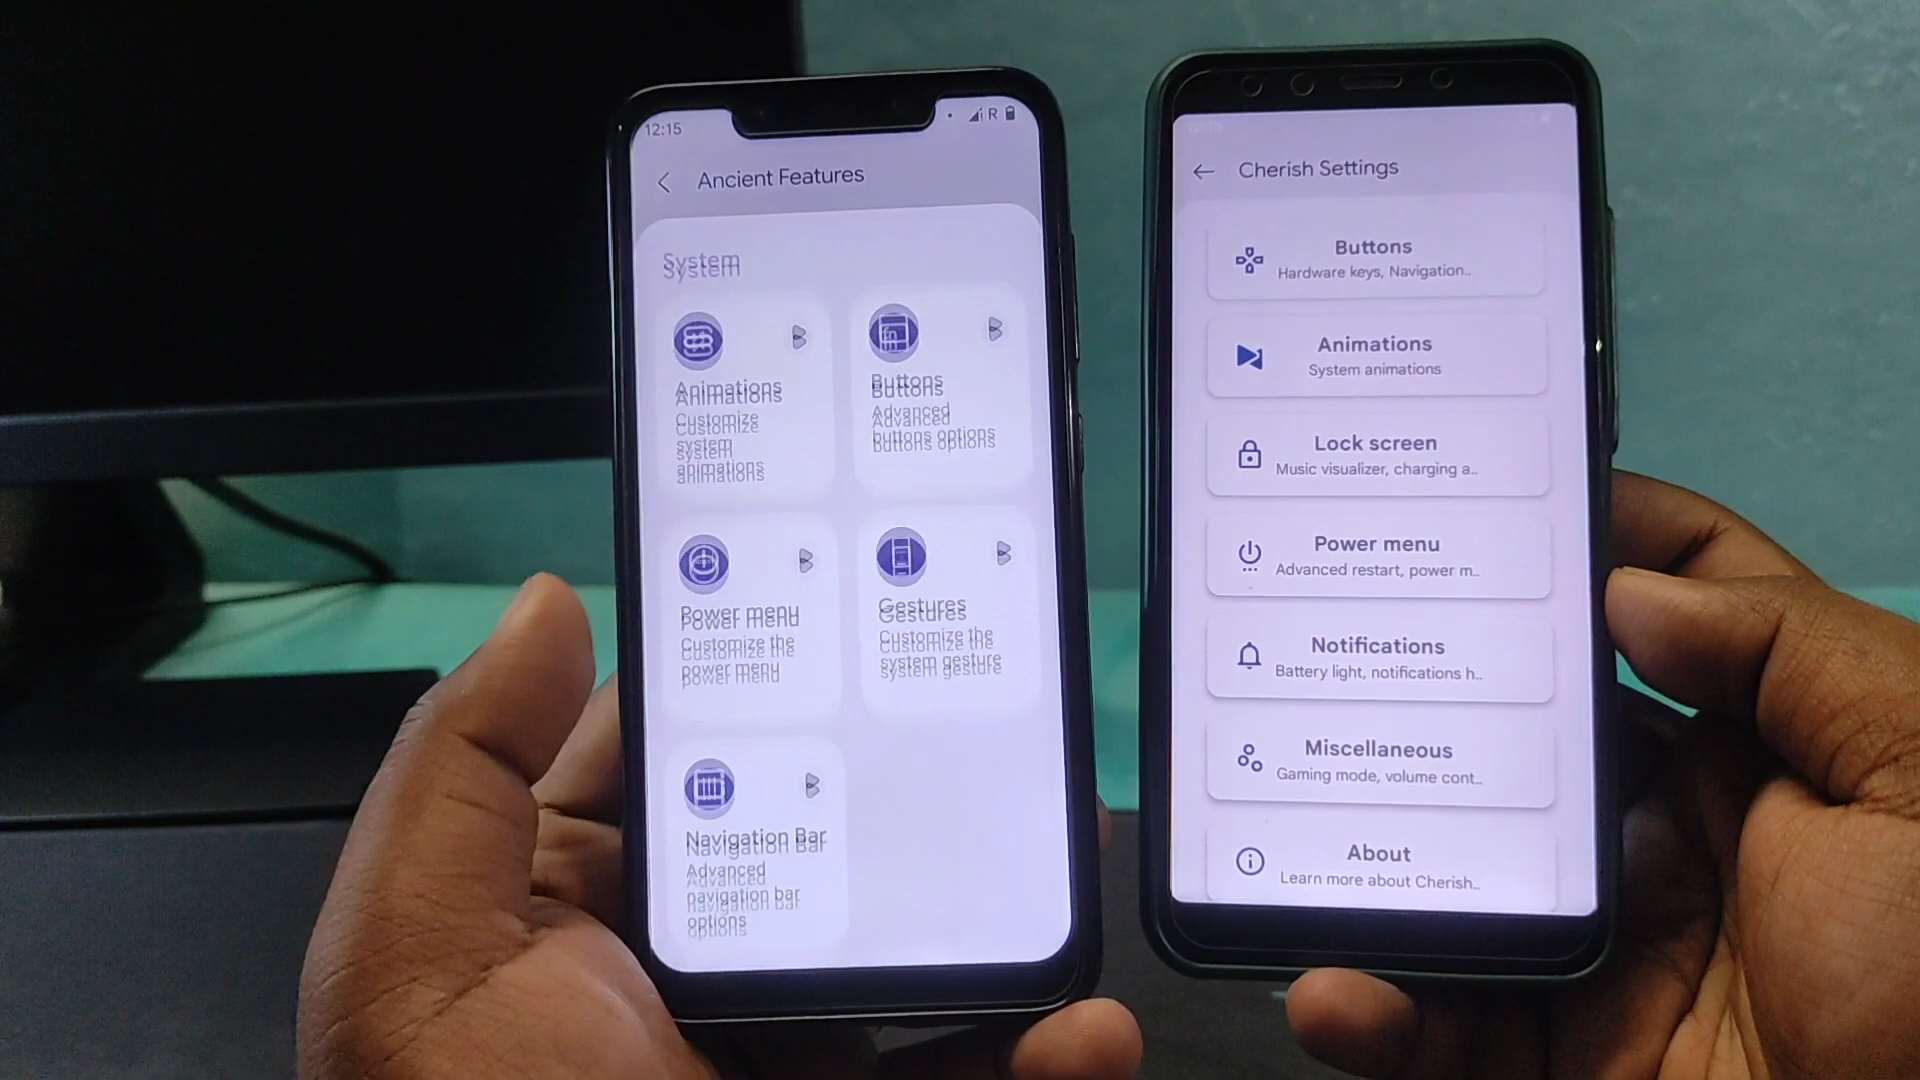 12:15
R
Ancient Features
System
Animations
Customize
system
animations
Buttons
Advanced
buttons options
Power menu
Customize the
power menu
Gestures
Customize the
system gesture
Navigation Bar
Advanced
navigation bar
options
Cherish Settings
Buttons
Hardware keys, Navigation..
Animations
System animations
Lock screen
Music visualizer, charging a..
Power menu
Advanced restart, power m..
Notifications
Battery light, notifications h..
Miscellaneous
Gaming mode, volume cont..
About
Learn more about Cherish..